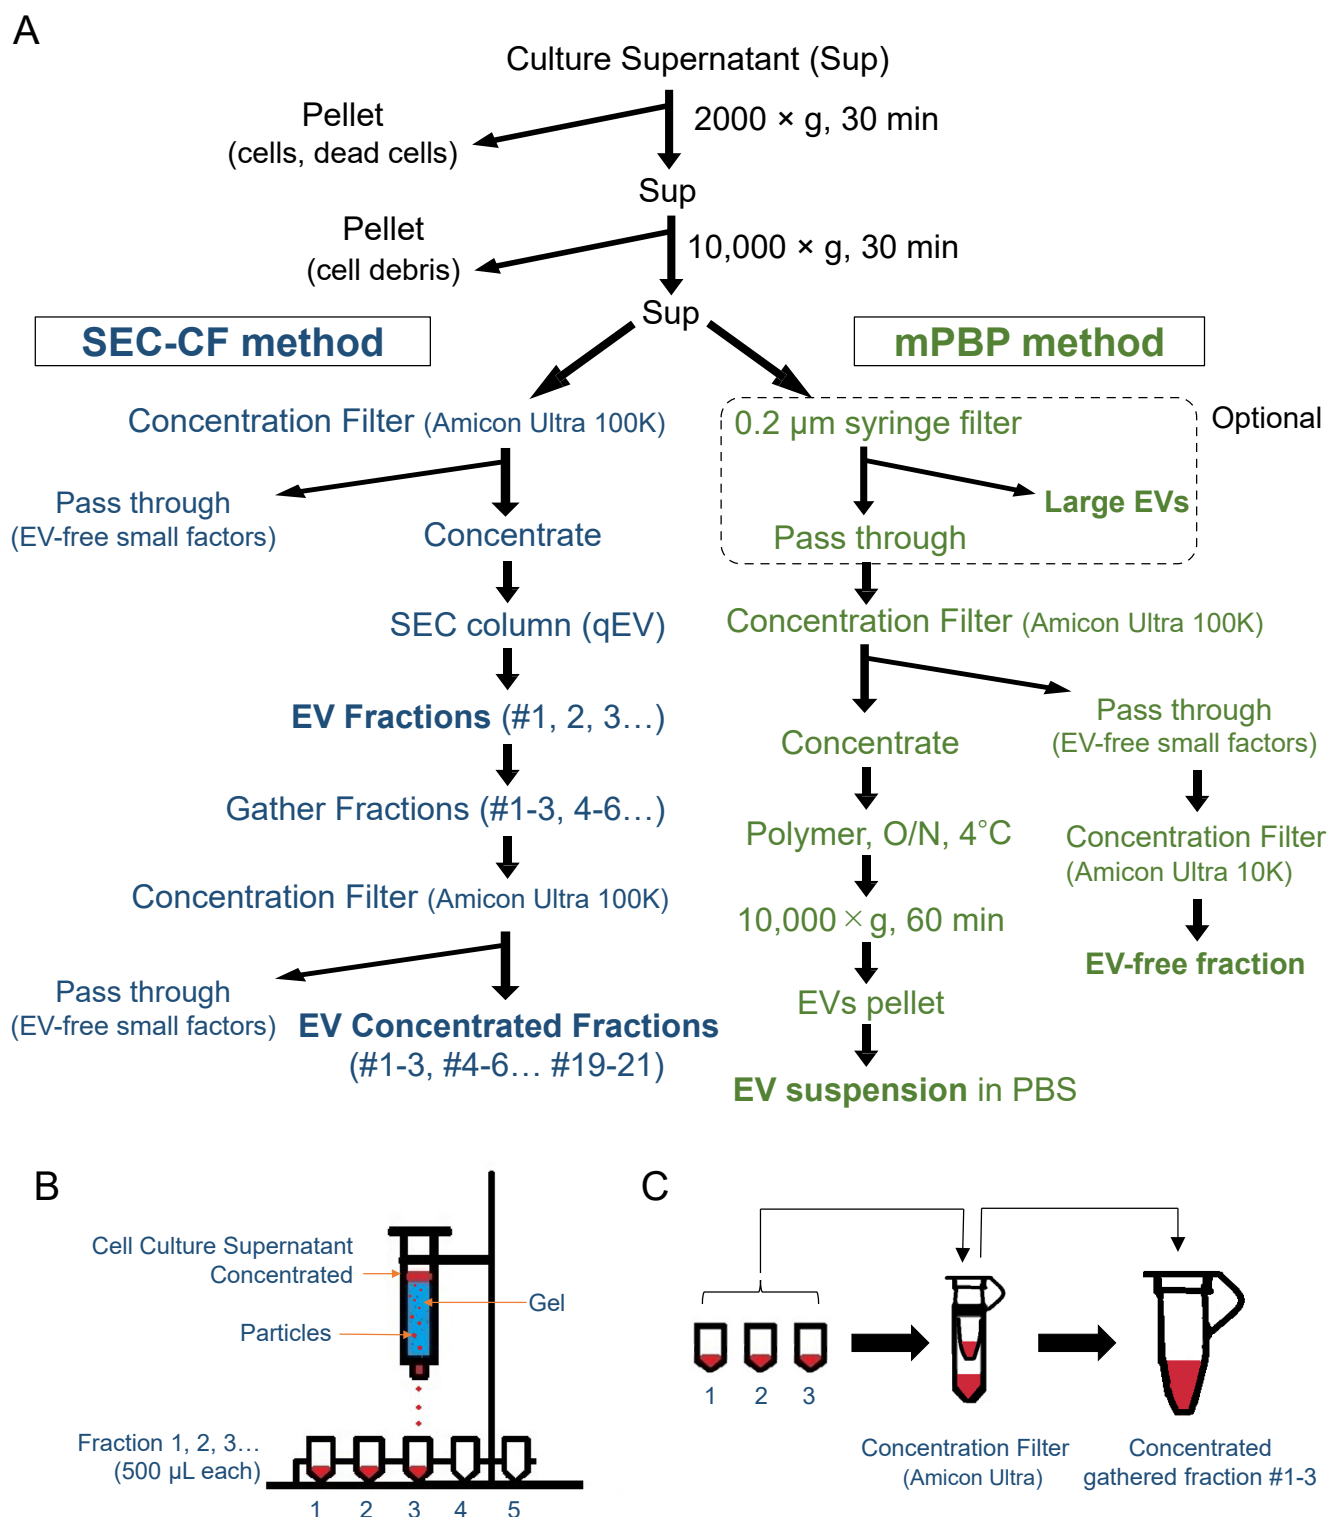 A
Culture Supernatant (Sup)
Pellet
(cells, dead cells)
2000 × g, 30 min
Sup
Pellet
(cell debris)
10,000 × g, 30 min
Sup
SEC-CF method
Concentration Filter (Amicon Ultra 100K)
Pass through
(EV-free small factors)
Concentrate
SEC column (qEV)
EV Fractions (#1, 2, 3…)
Gather Fractions (#1-3, 4-6…)
Concentration Filter (Amicon Ultra 100K)
Pass through
(EV-free small factors)
EV Concentrated Fractions
(#1-3, #4-6… #19-21)
mPBP method
Optional
0.2 μm syringe filter
Large EVs
Pass through
Concentration Filter (Amicon Ultra 100K)
Concentrate
Polymer, O/N, 4°C
10,000 × g, 60 min
EVs pellet
EV suspension in PBS
Pass through
(EV-free small factors)
Concentration Filter
(Amicon Ultra 10K)
EV-free fraction
B
Cell Culture Supernatant
Concentrated
Gel
Particles
Fraction 1, 2, 3…
(500 μL each)
1 2 3 4 5
C
1 2 3
Concentration Filter
(Amicon Ultra)
Concentrated
gathered fraction #1-3